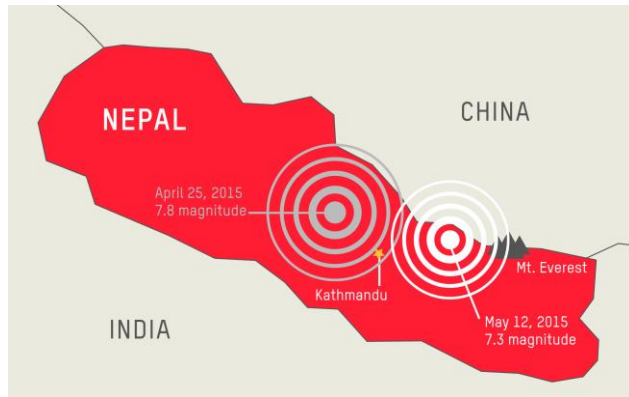 CHINA
NEPAL
April 25, 2015
7.8 magnitude
Mt. Everest
Kathmandu
May 12, 2015
7.3 magnitude
INDIA